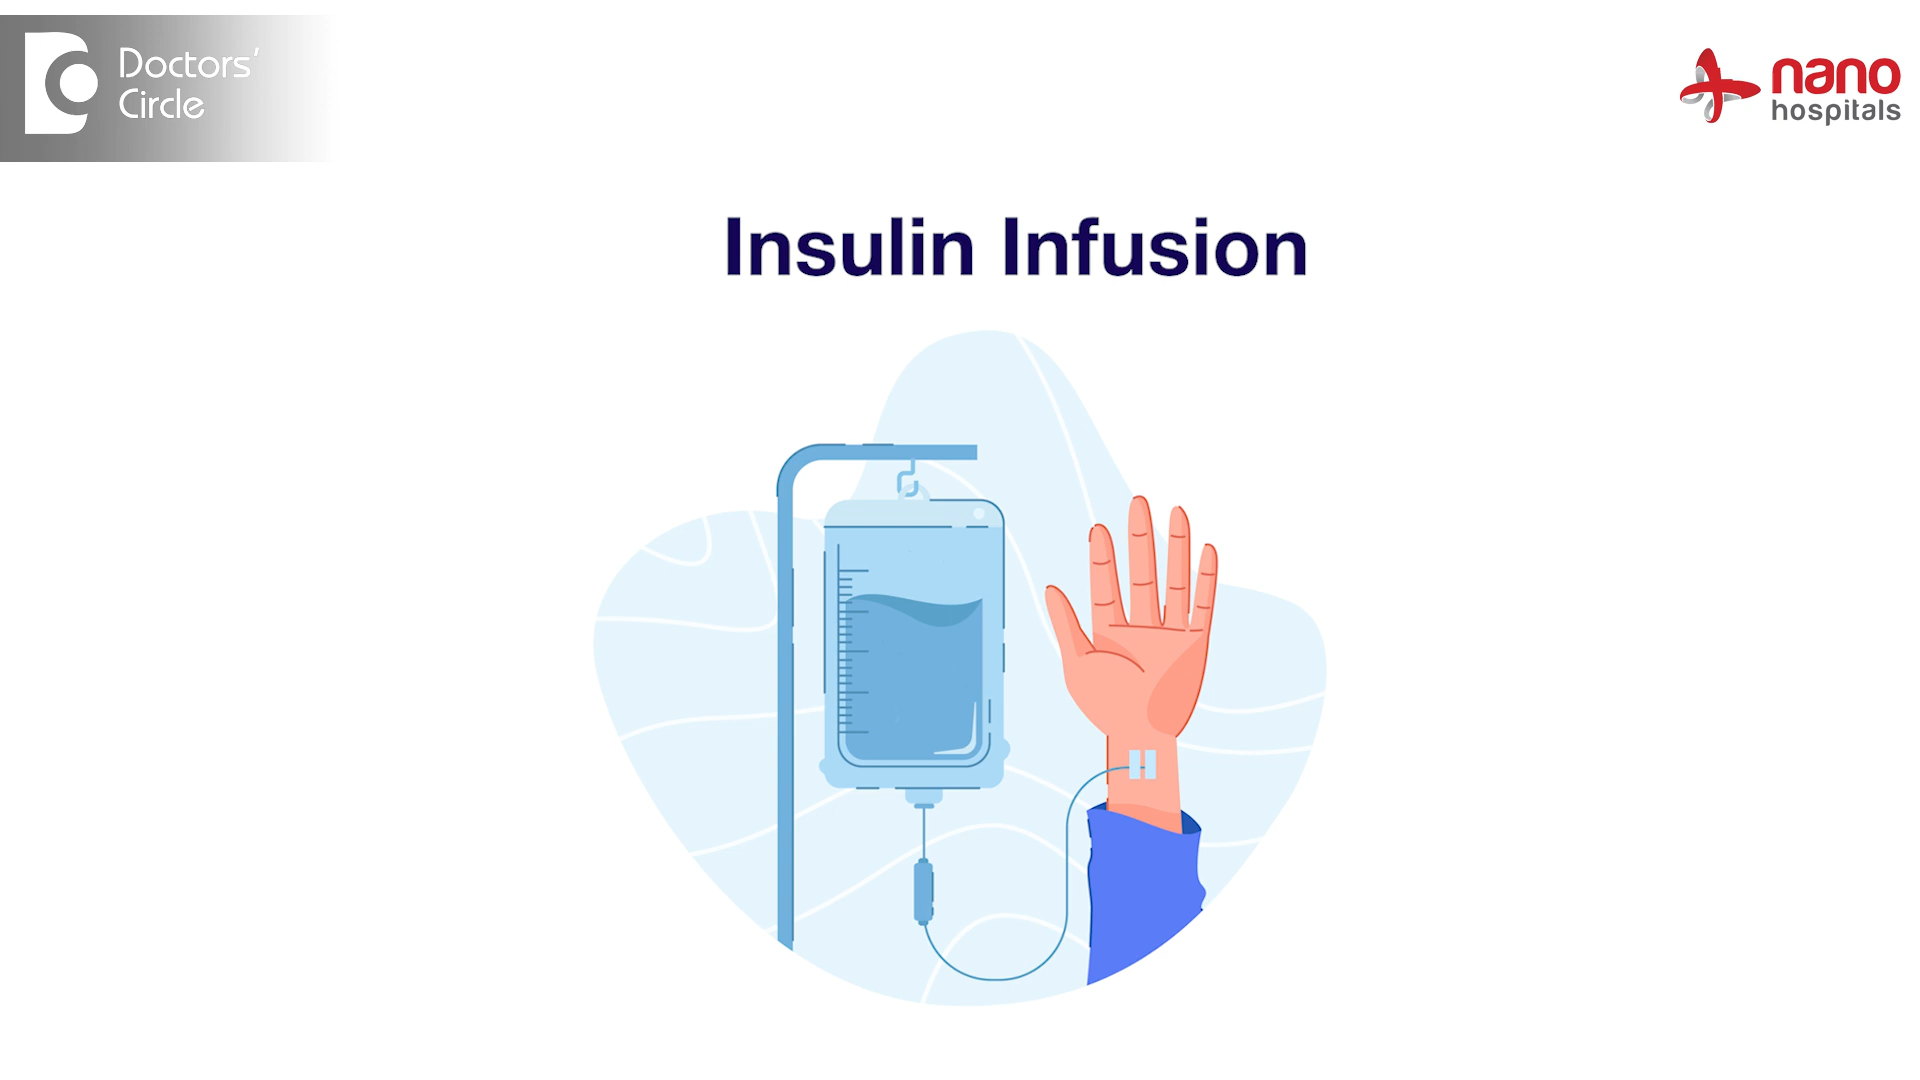 Doctors'
Circle
nano
hospitals
Insulin Infusion